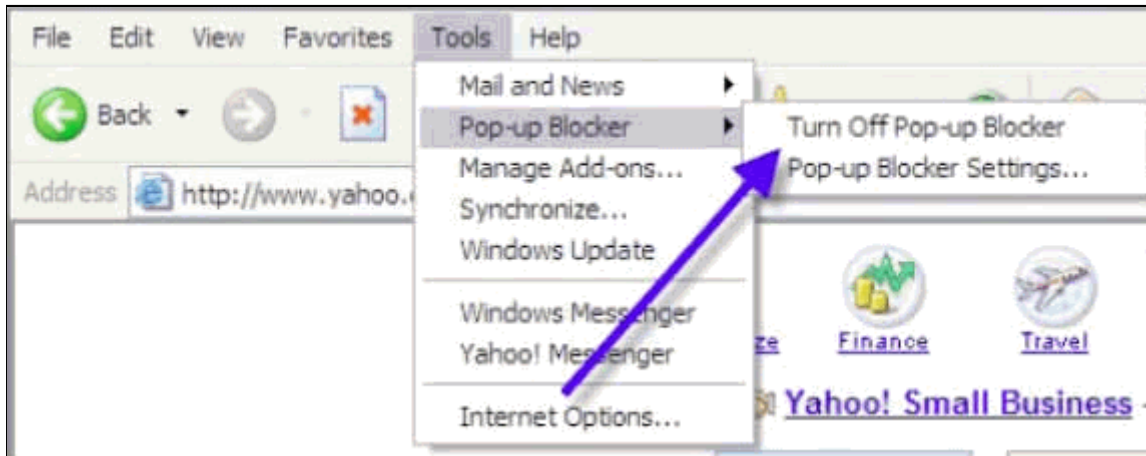 File Edit View Favorites Tools Help
Back
Address http://www.yahoo.
Mail and News
Pop-up Blocker
Manage Add-ons...
Synchronize...
Windows Update
Windows Messenger
Yahoo! Messenger
Internet Options...
Turn Off Pop-up Blocker
Pop-up Blocker Settings...
ze Finance Travel
Yahoo! Small Business